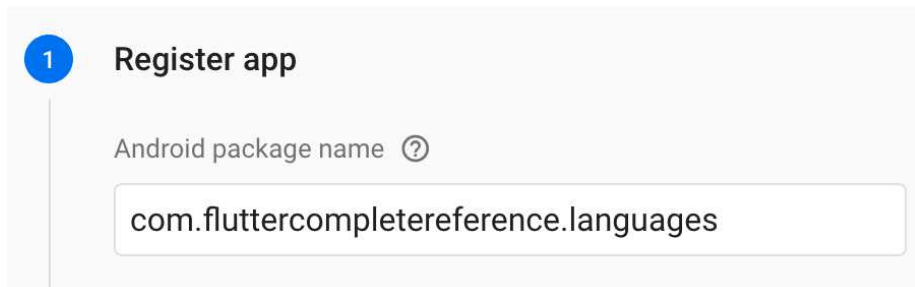 1
Register app
Android package name ?
com.fluttercompletereference.languages